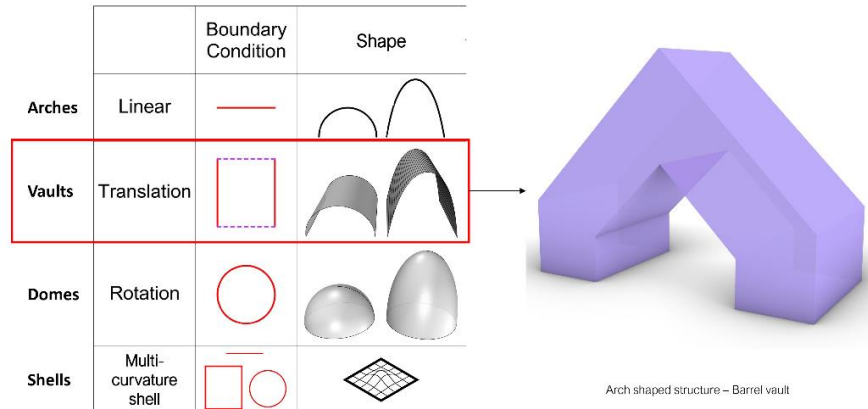 Boundary
Condition
Shape
Arches
Linear
Vaults
Translation
Domes
Rotation
Shells
Multi-
curvature
shell
Arch shaped structure – Barrel vault